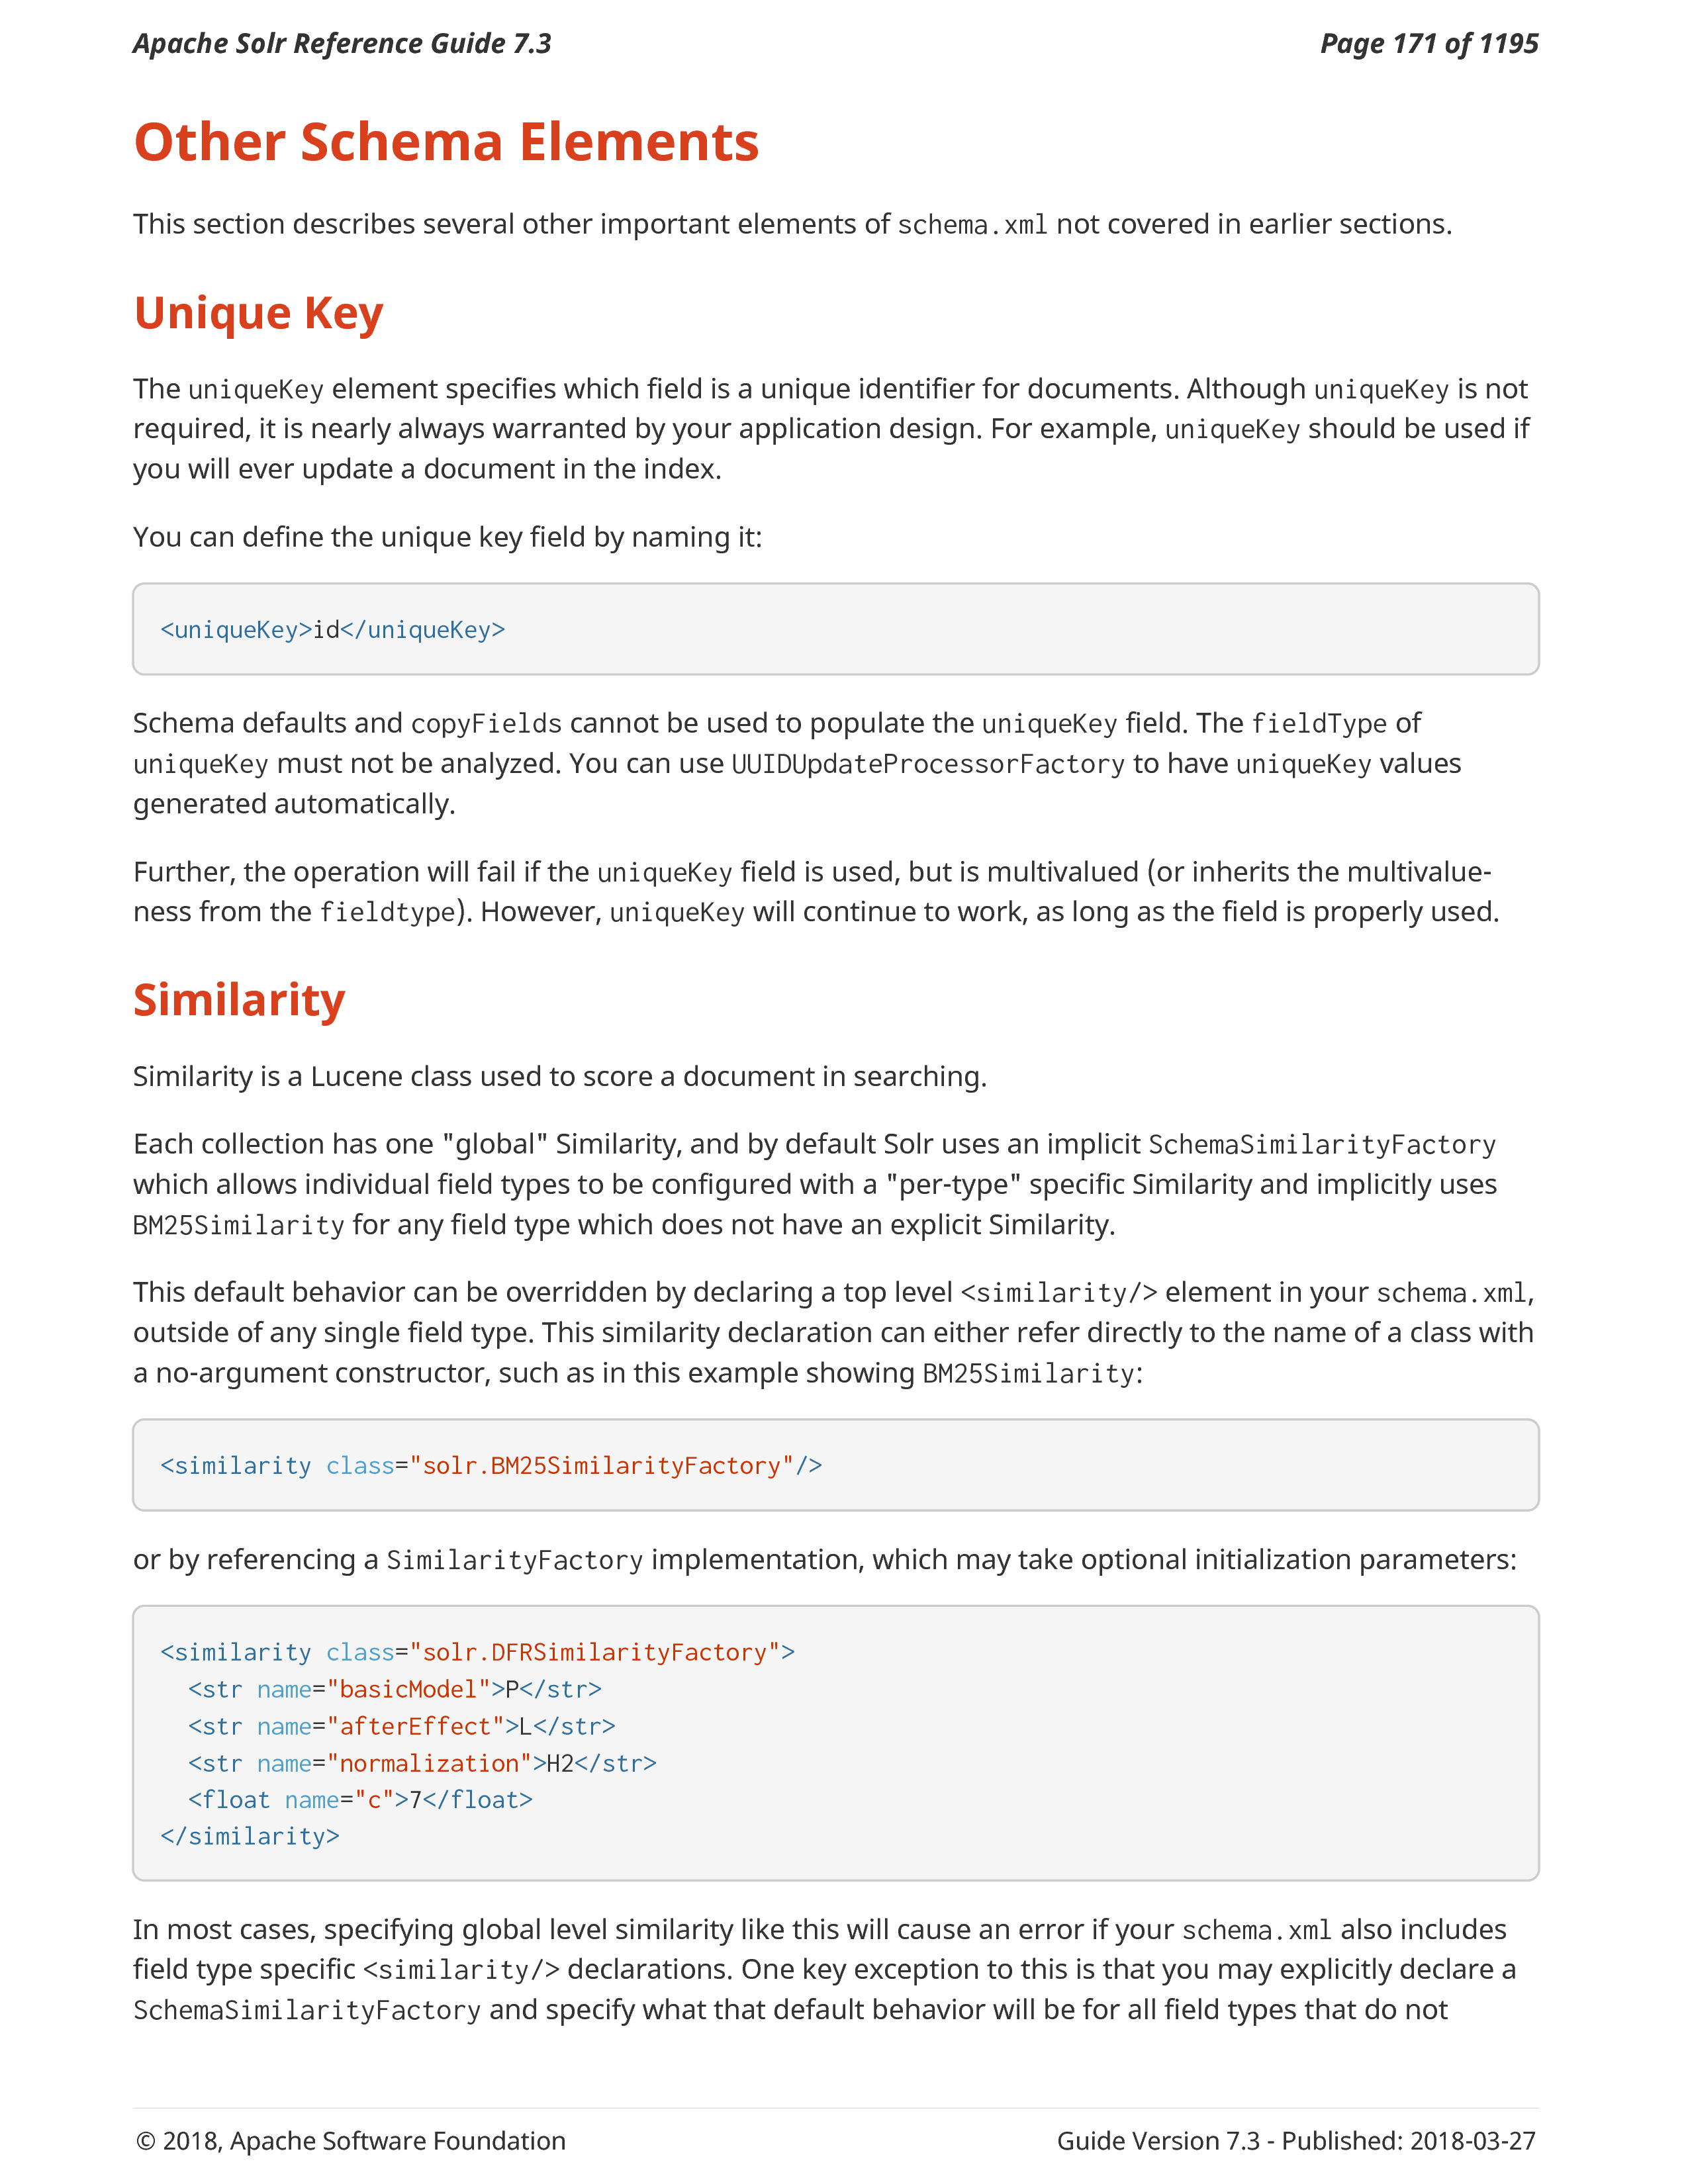 Apache Solr Reference Guide 7.3
Page 171 of 1195
Other Schema Elements
This section describes several other important elements of schema.xml not covered in earlier sections.
Unique Key
The uniqueKey element specifies which field is a unique identifier for documents. Although uniqueKey is not
required, it is nearly always warranted by your application design. For example, uniqueKey should be used if
you will ever update a document in the index.
You can define the unique key field by naming it:
<uniqueKey>id</uniqueKey>
Schema defaults and copyFields cannot be used to populate the uniqueKey field. The fieldType of
uniqueKey must not be analyzed. You can use UUIDUpdateProcessorFactory to have uniqueKey values
generated automatically.
Further, the operation will fail if the uniqueKey field is used, but is multivalued (or inherits the multivalue-
ness from the fieldtype). However, uniqueKey will continue to work, as long as the field is properly used.
Similarity
Similarity is a Lucene class used to score a document in searching.
Each collection has one "global" Similarity, and by default Solr uses an implicit SchemaSimilarityFactory
which allows individual field types to be configured with a "per-type" specific Similarity and implicitly uses
BM25Similarity for any field type which does not have an explicit Similarity.
This default behavior can be overridden by declaring a top level <similarity/> element in your schema.xml,
outside of any single field type. This similarity declaration can either refer directly to the name of a class with
a no-argument constructor, such as in this example showing BM25Similarity:
<similarity class="solr.BM25SimilarityFactory"/>
or by referencing a SimilarityFactory implementation, which may take optional initialization parameters:
<similarity class="solr.DFRSimilarityFactory">
  <str name="basicModel">P</str>
  <str name="afterEffect">L</str>
  <str name="normalization">H2</str>
  <float name="c">7</float>
</similarity>
In most cases, specifying global level similarity like this will cause an error if your schema.xml also includes
field type specific <similarity/> declarations. One key exception to this is that you may explicitly declare a
SchemaSimilarityFactory and specify what that default behavior will be for all field types that do not
© 2018, Apache Software Foundation
Guide Version 7.3 - Published: 2018-03-27